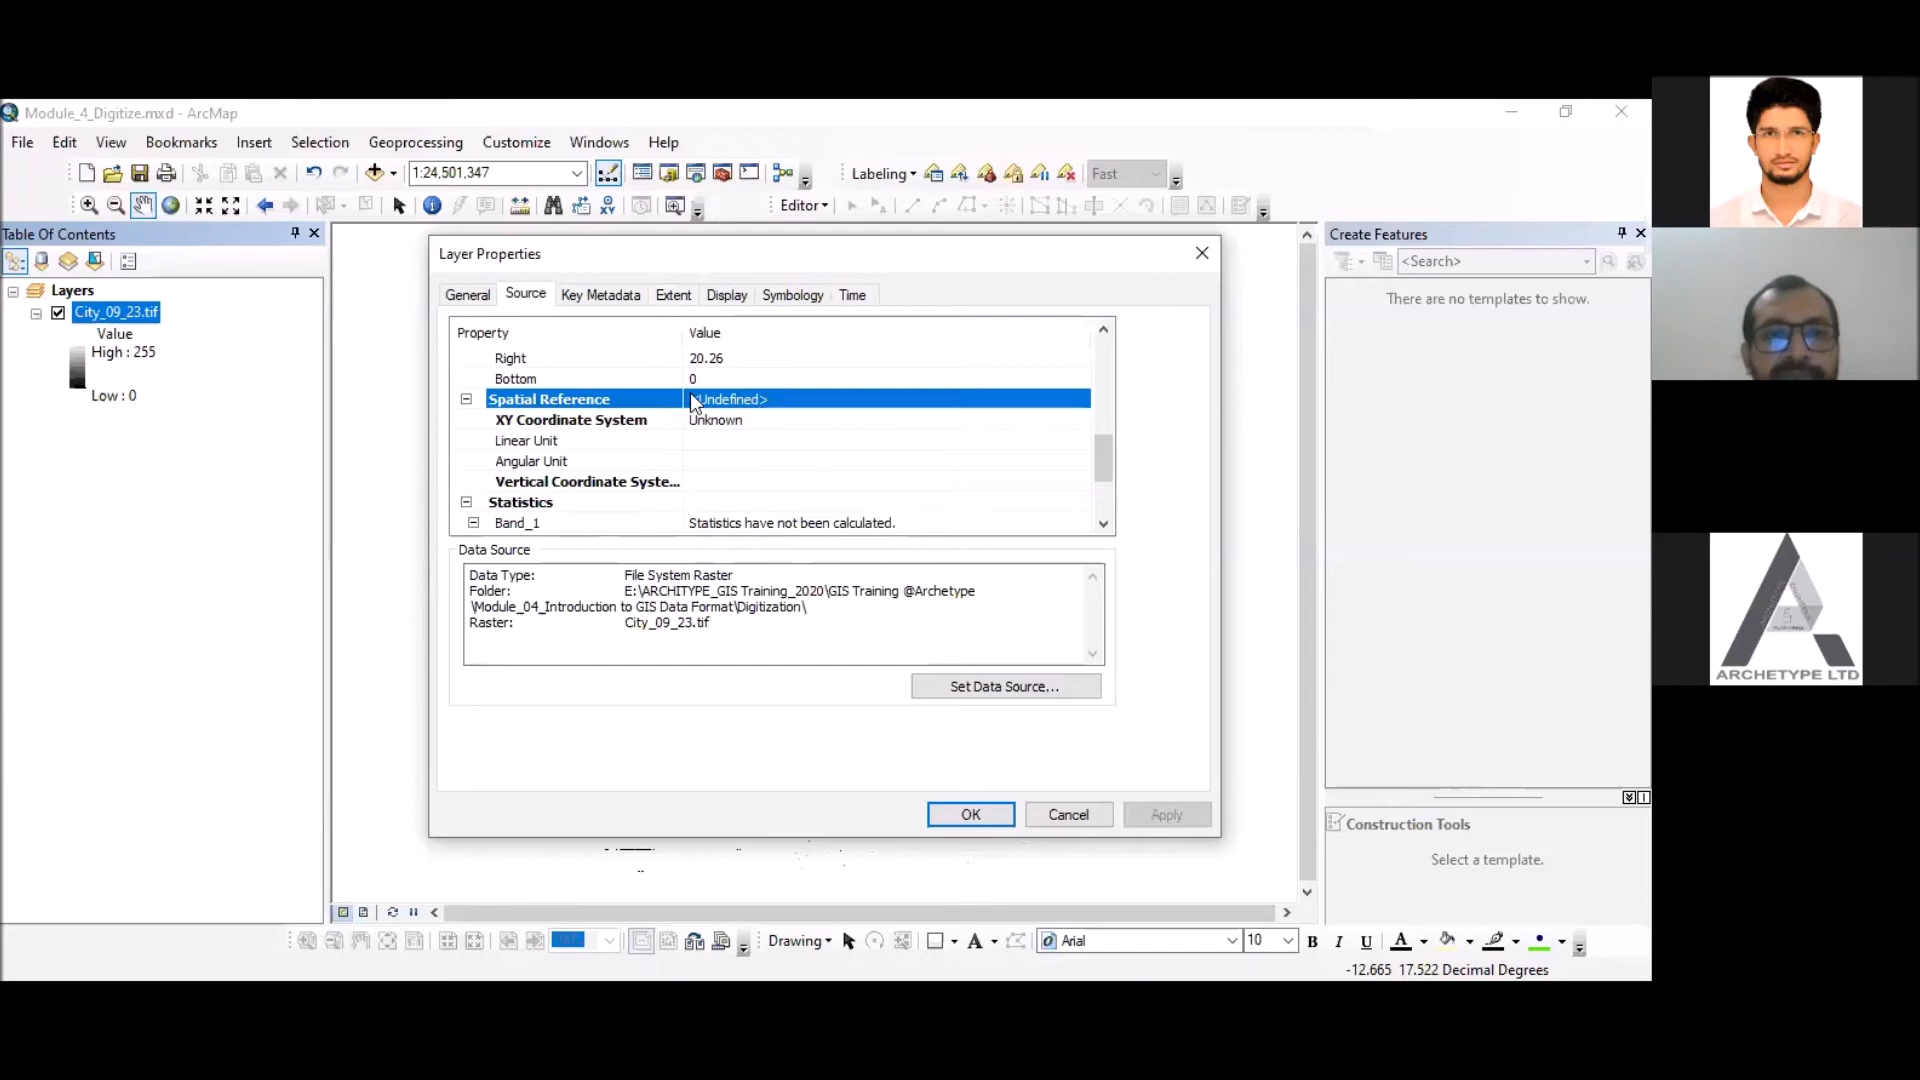 Module_4_Digitize.mxd - ArcMap
File Edit View Bookmarks Insert Selection Geoprocessing Customize Windows Help
1:24,501,347
Labeling
Fast
Editor
Table Of Contents
Layers
City_09_23.tif
Value
High : 255
Low : 0
Layer Properties
General Source Key Metadata Extent Display Symbology Time
Property Value
Right 20.26
Bottom 0
Spatial Reference <Undefined>
XY Coordinate System Unknown
Linear Unit
Angular Unit
Vertical Coordinate Syste...
Statistics
Band_1 Statistics have not been calculated.
Data Source
Data Type: File System Raster
Folder: E:\ARCHITYPE_GIS Training_2020\GIS Training @Archetype
\Module_04_Introduction to GIS Data Format\Digitization\
Raster: City_09_23.tif
Set Data Source...
OK Cancel Apply
Create Features
<Search>
There are no templates to show.
Construction Tools
Select a template.
Drawing
A
Arial
10
B I U A
-12.665 17.522 Decimal Degrees
ARCHETYPE LTD